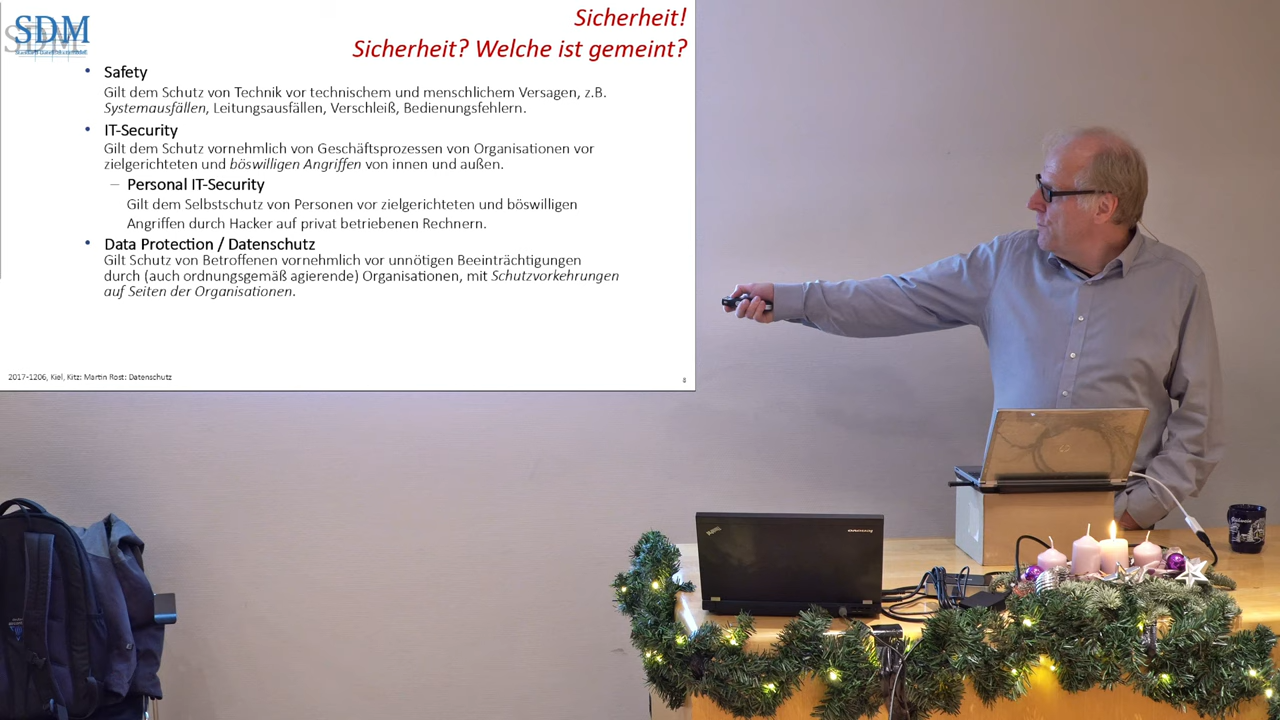 SDM
Sicherheit!
Sicherheit? Welche ist gemeint?
• Safety
Gilt dem Schutz von Technik vor technischem und menschlichem Versagen, z.B.
Systemausfällen, Leitungsausfällen, Verschleiß, Bedienungsfehlern.
• IT-Security
Gilt dem Schutz vornehmlich von Geschäftsprozessen von Organisationen vor
zielgerichteten und böswilligen Angriffen von innen und außen.
– Personal IT-Security
Gilt dem Selbstschutz von Personen vor zielgerichteten und böswilligen
Angriffen durch Hacker auf privat betriebenen Rechnern.
• Data Protection / Datenschutz
Gilt Schutz von Betroffenen vornehmlich vor unnötigen Beeinträchtigungen
durch (auch ordnungsgemäß agierende) Organisationen, mit Schutzvorkehrungen
auf Seiten der Organisationen.
2017-1206, Kiel, Kitz: Martin Rost: Datenschutz
8
ThinkPad
lenovo
hp